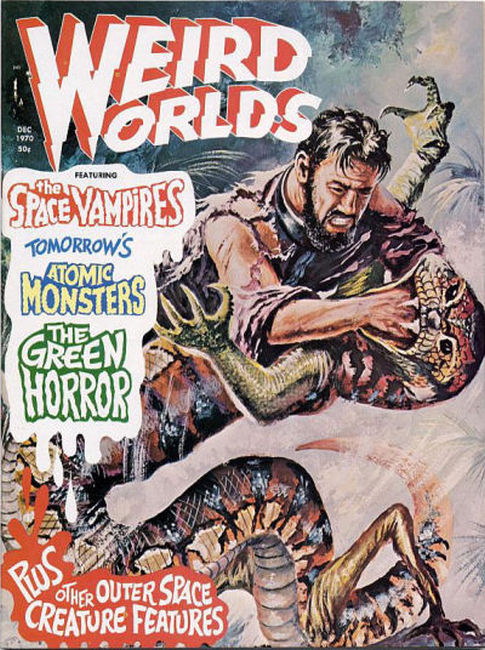 WEIRD
WORLDS
DEC
1970
50¢
FEATURING
the
SPACE VAMPIRES
TOMORROW'S
ATOMIC
MONSTERS
THE
GREEN
HORROR
PLUS
OTHER OUTER SPACE
CREATURE FEATURES